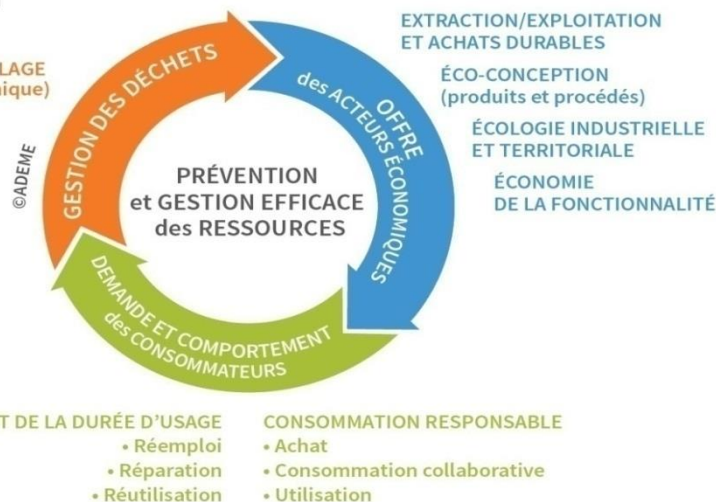 EXTRACTION/EXPLOITATION
ET ACHATS DURABLES
ÉCO-CONCEPTION
(produits et procédés)
ÉCOLOGIE INDUSTRIELLE
ET TERRITORIALE
ÉCONOMIE
DE LA FONCTIONNALITÉ
LAGE
ique)
©ADEME
GESTION DES DÉCHETS
OFFRE
des ACTEURS ÉCONOMIQUES
PRÉVENTION
et GESTION EFFICACE
des RESSOURCES
DEMANDE ET COMPORTEMENT
des CONSOMMATEURS
T DE LA DURÉE D’USAGE
• Réemploi
• Réparation
• Réutilisation
CONSOMMATION RESPONSABLE
• Achat
• Consommation collaborative
• Utilisation